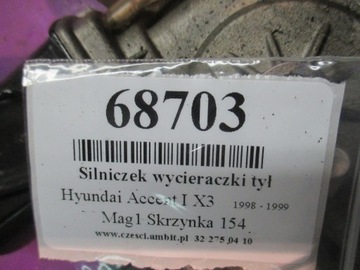 68703
Silniczek wycieraczki tył
Hyundai Accent I X3 1998 - 1999
Mag1 Skrzynka 154
www.czesci.ambit.pl 32 275 04 10